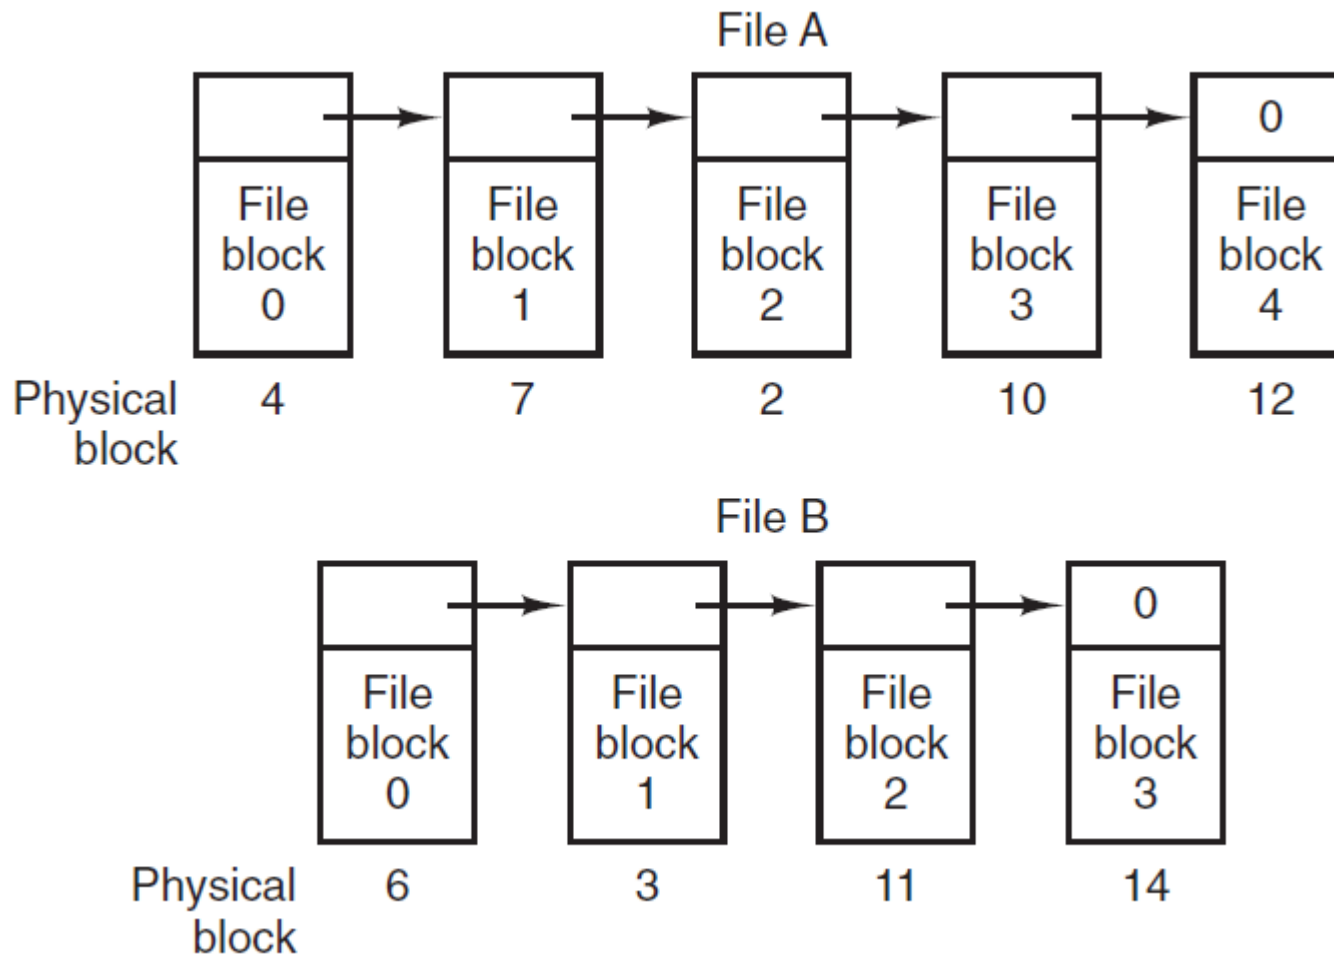 File A
0
File File File File File
block block block block block
0 1 2 3 4
Physical 4 7 2 10 12
block
File B
0
File File File File
block block block block
0 1 2 3
Physical 6 3 11 14
block